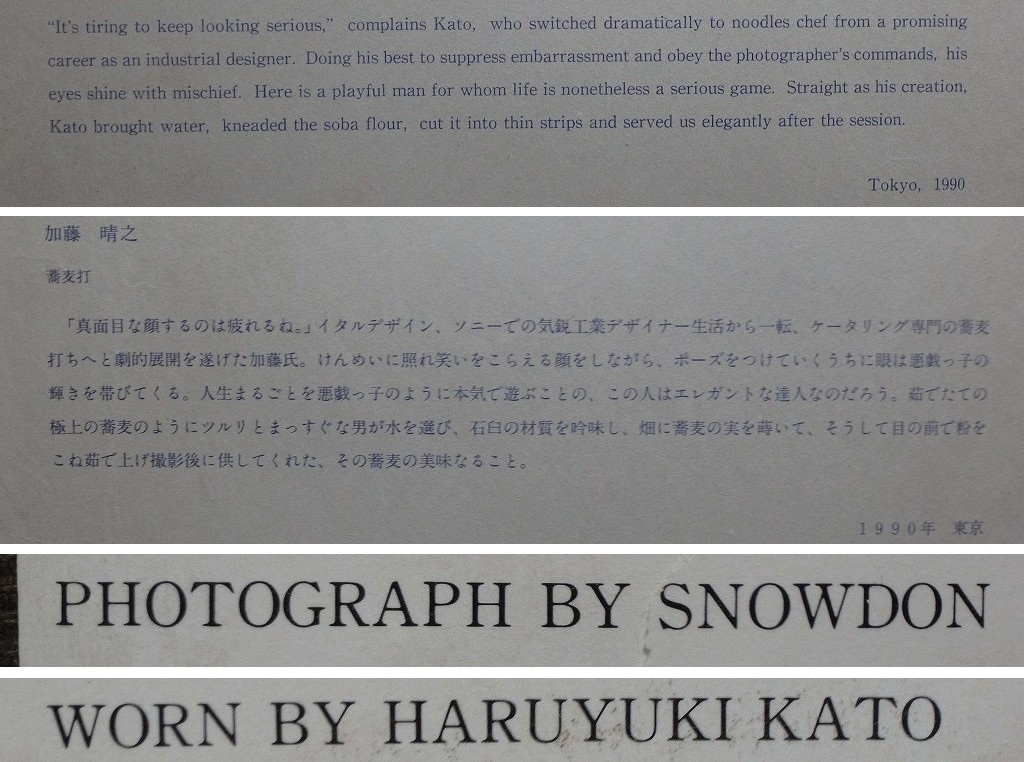 “It's tiring to keep looking serious,” complains Kato, who switched dramatically to noodles chef from a promising
career as an industrial designer. Doing his best to suppress embarrassment and obey the photographer's commands, his
eyes shine with mischief. Here is a playful man for whom life is nonetheless a serious game. Straight as his creation,
Kato brought water, kneaded the soba flour, cut it into thin strips and served us elegantly after the session.
Tokyo, 1990
加藤 晴之
蕎麦打
「真面目な顔するのは疲れるね。」イタルデザイン、ソニーでの気鋭工業デザイナー生活から一転、ケータリング専門の蕎麦
打ちへと劇的展開を遂げた加藤氏。けんめいに照れ笑いをこらえる顔をしながら、ポーズをつけていくうちに眼は悪戯っ子の
輝きを帯びてくる。人生まるごとを悪戯っ子のように本気で遊ぶことの、この人はエレガントな達人なのだろう。茹でたての
極上の蕎麦のようにツルリとまっすぐな男が水を選び、石臼の材質を吟味し、畑に蕎麦の実を蒔いて、そうして目の前で粉を
こね茹で上げ撮影後に供してくれた、その蕎麦の美味なること。
1990年 東京
PHOTOGRAPH BY SNOWDON
WORN BY HARUYUKI KATO